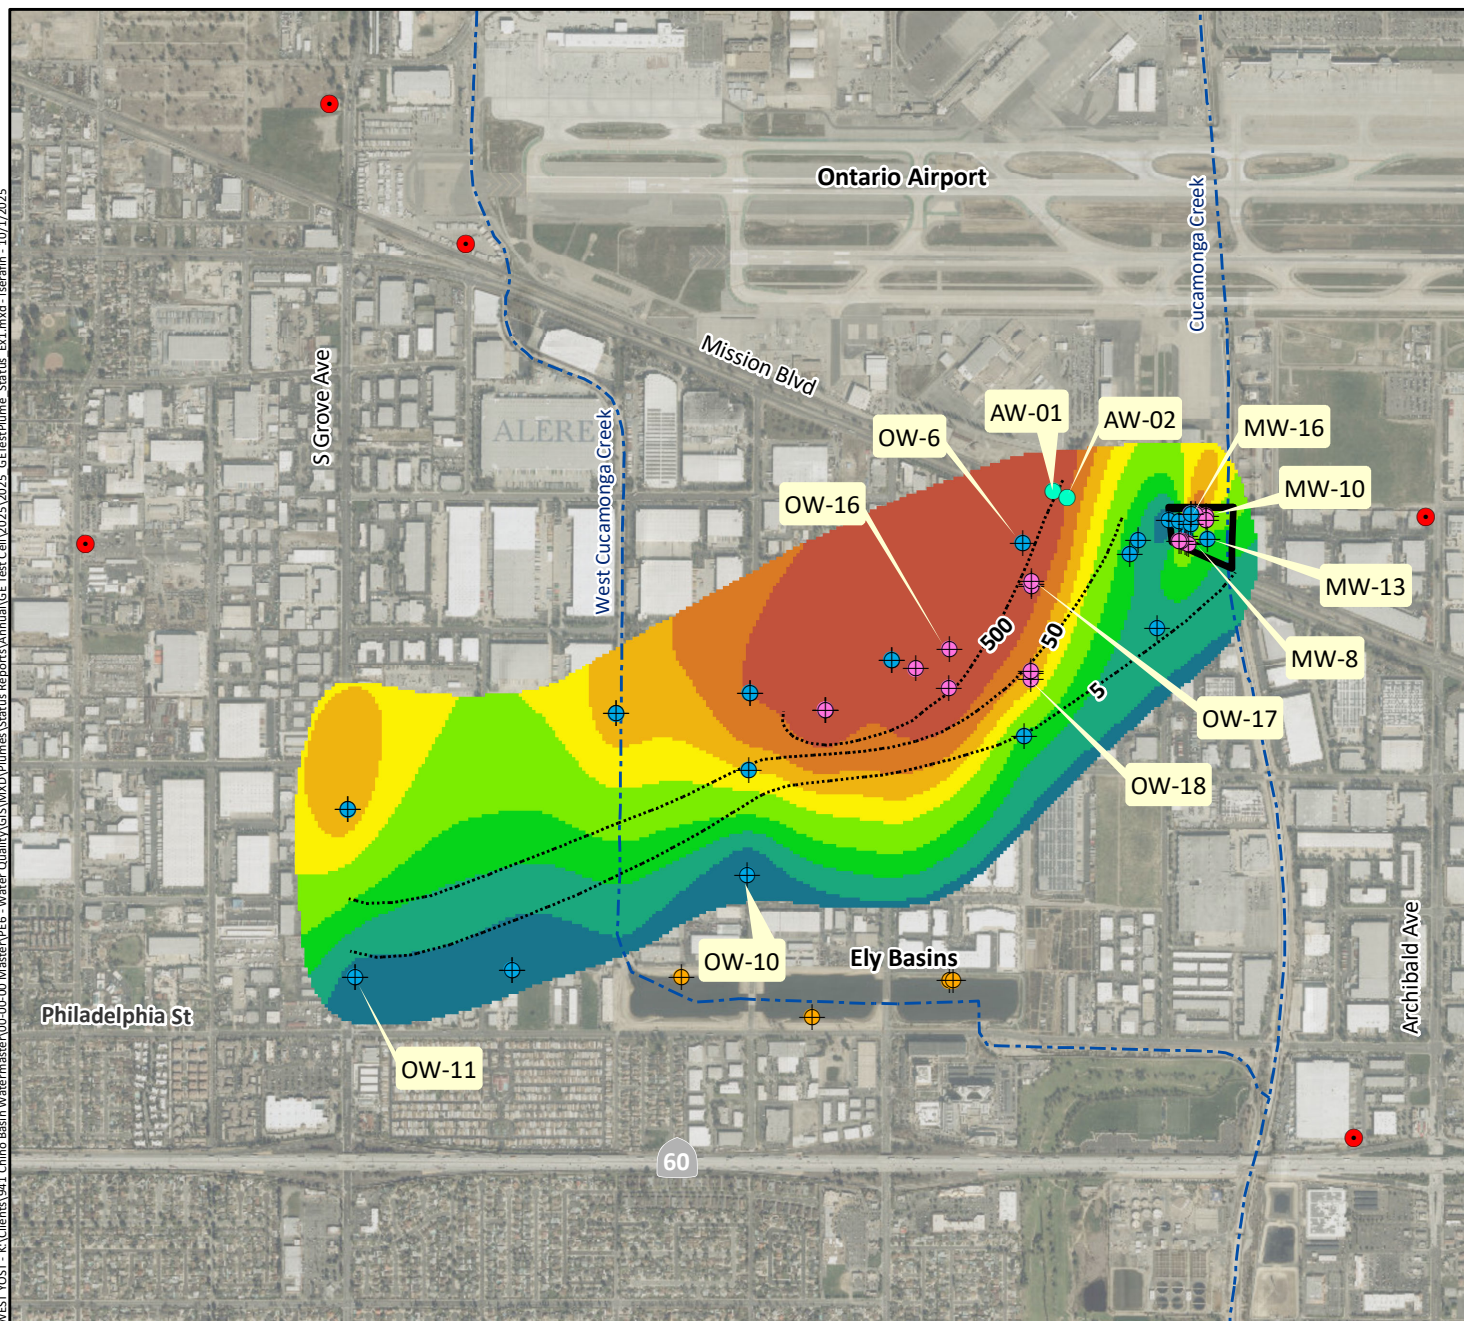 Ontario Airport
Cucamonga Creek
Mission Blvd
S Grove Ave
ALERE
West Cucamonga Creek
AW-01
AW-02
MW-16
OW-6
MW-10
OW-16
MW-13
500
50
MW-8
5
OW-17
OW-18
OW-10
Ely Basins
Archibald Ave
Philadelphia St
OW-11
60